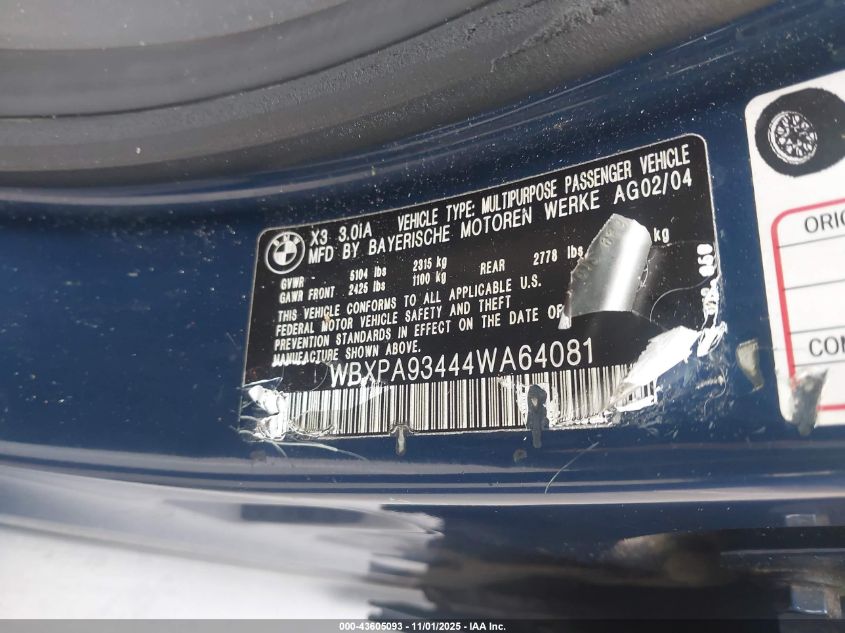 BMW
X3 3.0iA VEHICLE TYPE: MULTIPURPOSE PASSENGER VEHICLE
MFD BY BAYERISCHE MOTOREN WERKE AG02/04
GVWR - 5104 lbs 2315 kg
GAWR FRONT 2425 lbs 1100 kg REAR 2778 lbs kg
THIS VEHICLE CONFORMS TO ALL APPLICABLE U.S.
FEDERAL MOTOR VEHICLE SAFETY AND THEFT
PREVENTION STANDARDS IN EFFECT ON THE DATE OF
MANUFACTURE SHOWN ABOVE.
WBXPA93444WA64081
ORIG
CON
000-43605093 - 11/01/2025 - IAA Inc.